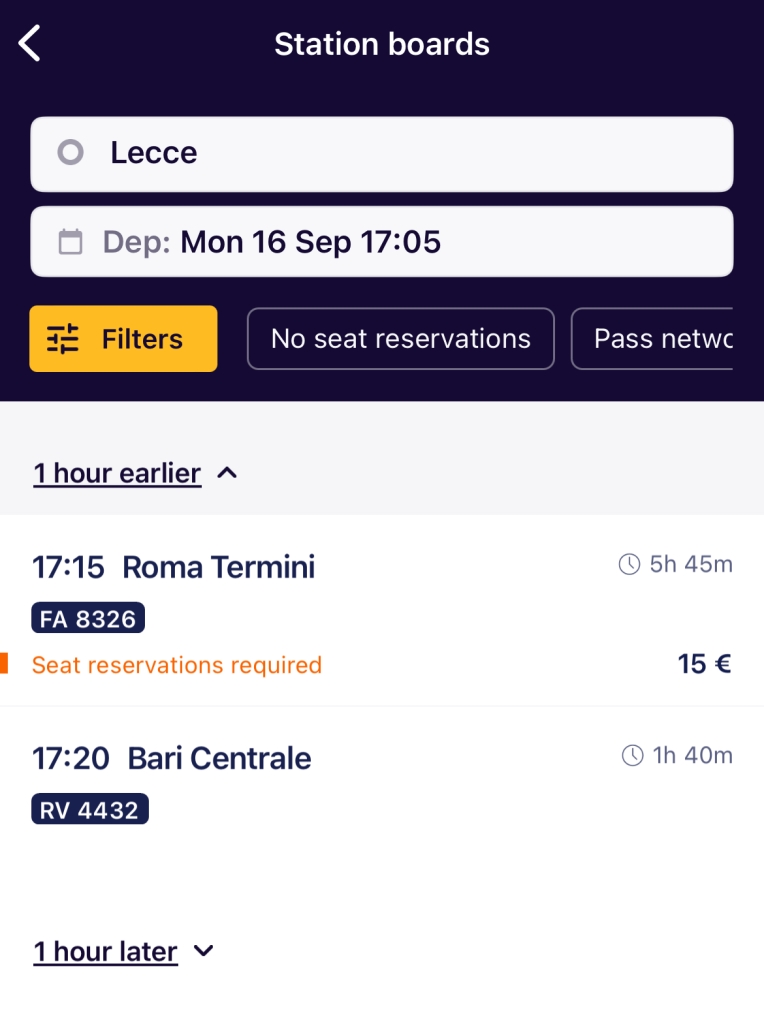 Station boards
Lecce
Dep: Mon 16 Sep 17:05
Filters
No seat reservations
Pass netwo
1 hour earlier
17:15 Roma Termini
5h 45m
FA 8326
Seat reservations required
15 €
17:20 Bari Centrale
1h 40m
RV 4432
1 hour later